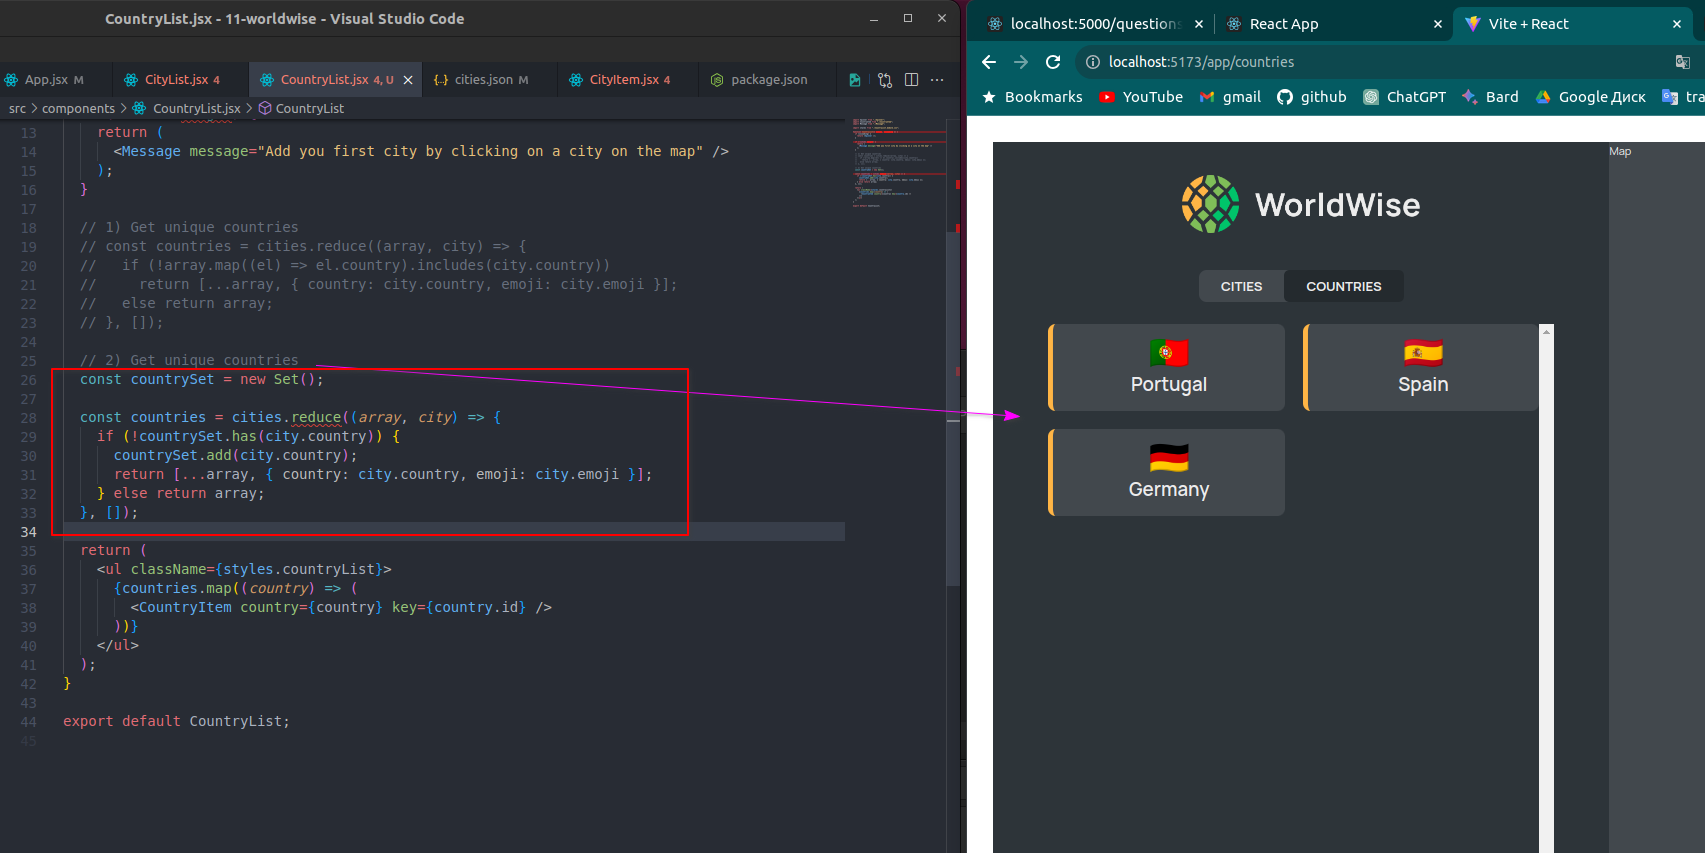 CountryList.jsx - 11-worldwise - Visual Studio Code
App.jsx M
CityList.jsx 4
CountryList.jsx 4, U
cities.json M
CityItem.jsx 4
package.json
src > components > CountryList.jsx > CountryList
13 return (
14 <Message message="Add you first city by clicking on a city on the map" />
15 );
16 }
17
18 // 1) Get unique countries
19 // const countries = cities.reduce((array, city) => {
20 //   if (!array.map((el) => el.country).includes(city.country))
21 //     return [...array, { country: city.country, emoji: city.emoji }];
22 //   else return array;
23 // }, []);
24
25 // 2) Get unique countries
26 const countrySet = new Set();
27
28 const countries = cities.reduce((array, city) => {
29 if (!countrySet.has(city.country)) {
30 countrySet.add(city.country);
31 return [...array, { country: city.country, emoji: city.emoji }];
32 } else return array;
33 }, []);
34
35 return (
36 <ul className={styles.countryList}>
37 {countries.map((country) => (
38 <CountryItem country={country} key={country.id} />
39 ))}
40 </ul>
41 );
42 }
43
44 export default CountryList;
45
localhost:5000/questions
React App
Vite + React
localhost:5173/app/countries
Bookmarks
YouTube
gmail
github
ChatGPT
Bard
Google Диск
tra
WorldWise
CITIES
COUNTRIES
Portugal
Spain
Germany
Map